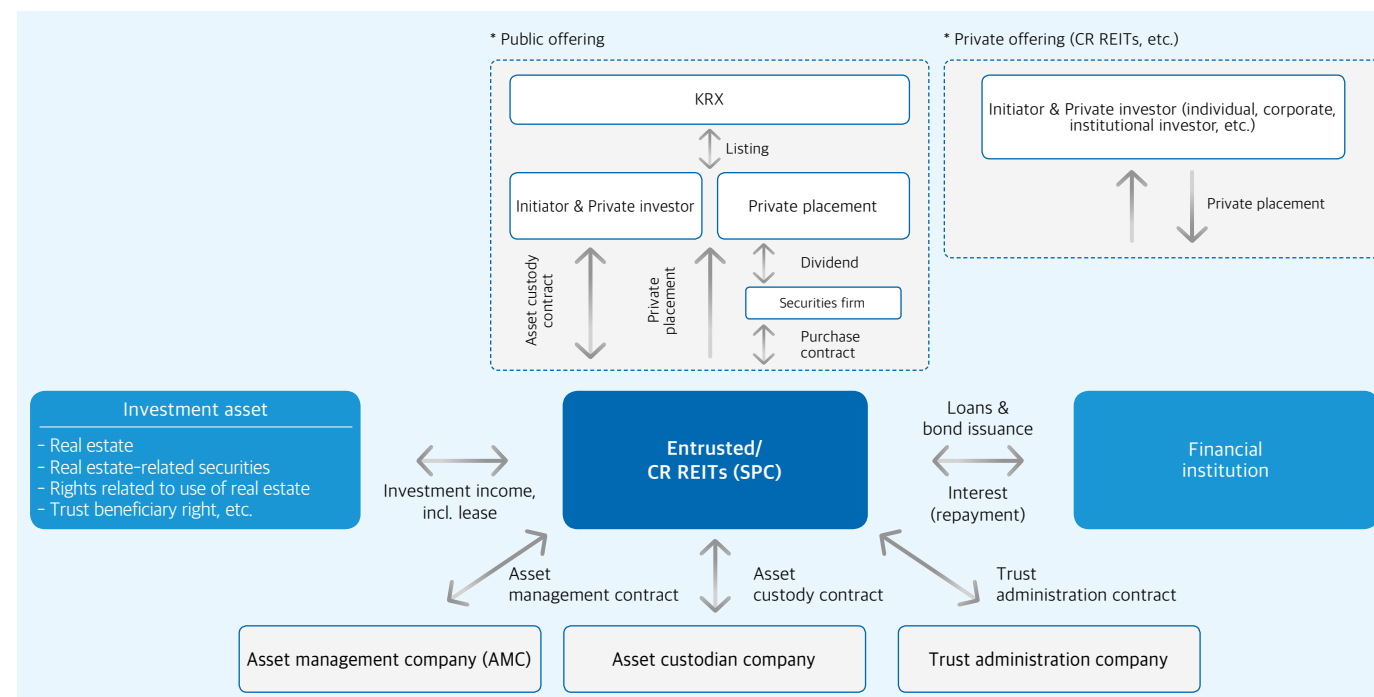 * Public offering
* Private offering (CR REITs, etc.)
KRX
Initiator & Private investor (individual, corporate,
institutional investor, etc.)
Listing
Initiator & Private investor
Private placement
Private placement
Asset custody
contract
Private
placement
Dividend
Securities firm
Purchase
contract
Investment asset
- Real estate
- Real estate-related securities
- Rights related to use of real estate
- Trust beneficiary right, etc.
Investment income,
incl. lease
Entrusted/
CR REITs (SPC)
Loans &
bond issuance
Interest
(repayment)
Financial
institution
Asset
management contract
Asset
custody contract
Trust
administration contract
Asset management company (AMC)
Asset custodian company
Trust administration company